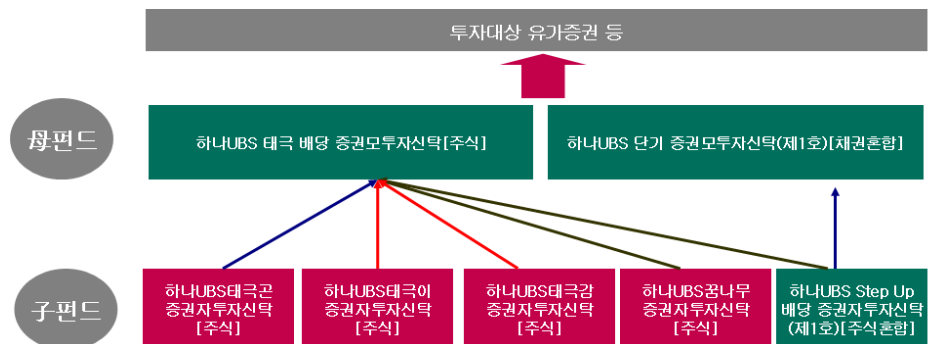 투자대상 유가증권 등
母펀드
하나UBS 태극 배당 증권모투자신탁[주식]
하나UBS 단기 증권모투자신탁(제1호)[채권혼합]
子펀드
하나UBS태극곤
증권자투자신탁
[주식]
하나UBS태극이
증권자투자신탁
[주식]
하나UBS태극감
증권자투자신탁
[주식]
하나UBS꿈나무
증권자투자신탁
[주식]
하나UBS Step Up
배당 증권자투자신탁
(제1호)[주식혼합]